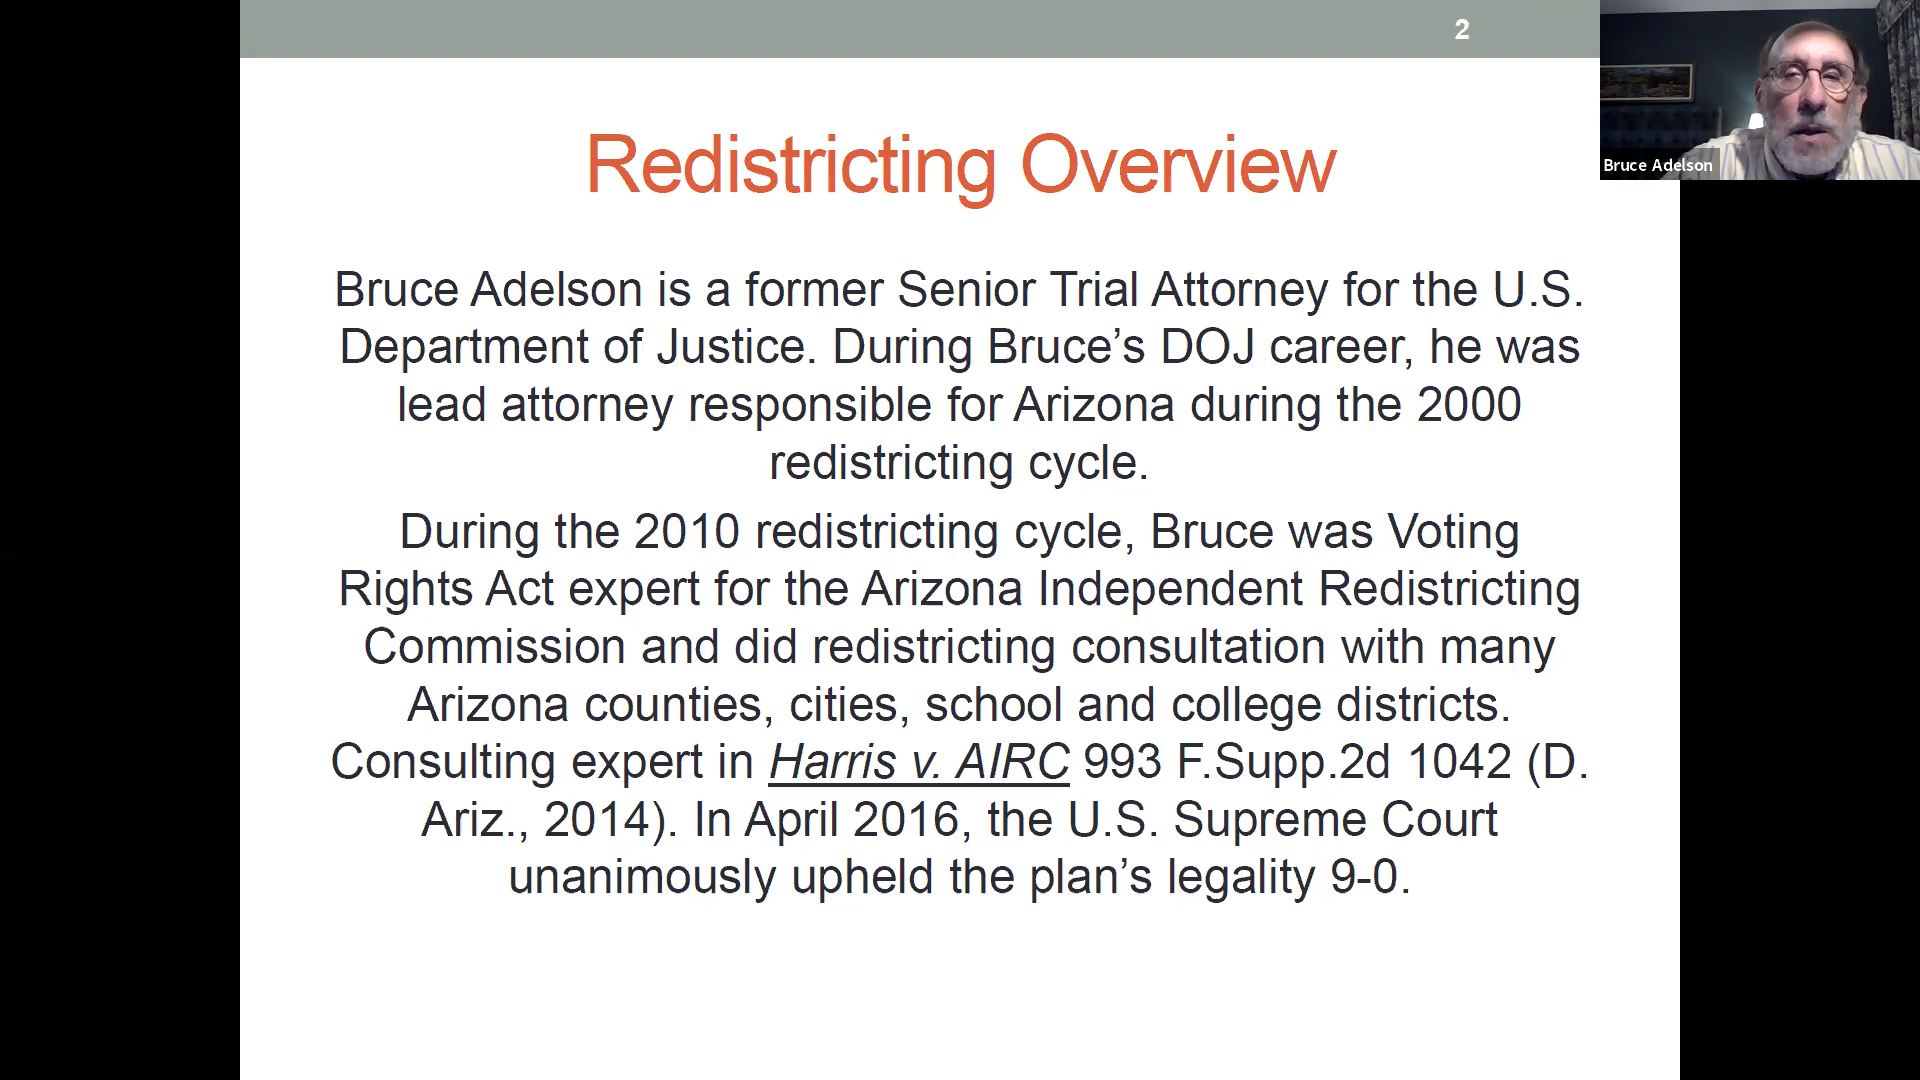 2
Redistricting Overview
Bruce Adelson is a former Senior Trial Attorney for the U.S.
Department of Justice. During Bruce’s DOJ career, he was
lead attorney responsible for Arizona during the 2000
redistricting cycle.
During the 2010 redistricting cycle, Bruce was Voting
Rights Act expert for the Arizona Independent Redistricting
Commission and did redistricting consultation with many
Arizona counties, cities, school and college districts.
Consulting expert in Harris v. AIRC 993 F.Supp.2d 1042 (D.
Ariz., 2014). In April 2016, the U.S. Supreme Court
unanimously upheld the plan’s legality 9-0.
Bruce Adelson